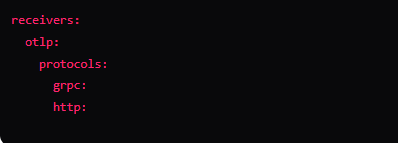 receivers:
  otlp:
    protocols:
      grpc:
      http: